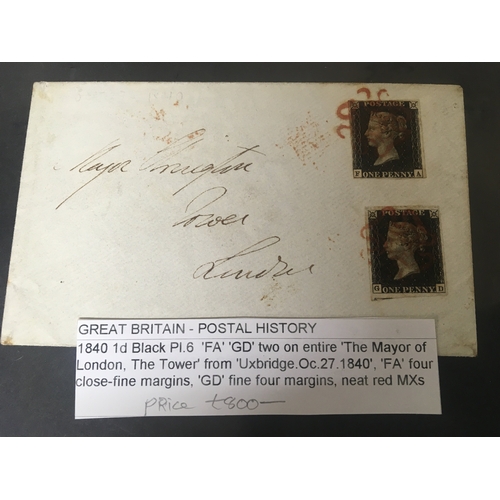 POSTAGE
F A
ONE PENNY
Major
Tower
London
POSTAGE
G D
ONE PENNY
GREAT BRITAIN - POSTAL HISTORY
1840 1d Black Pl.6 'FA' 'GD' two on entire 'The Mayor of
London, The Tower' from 'Uxbridge.Oc.27.1840', 'FA' four
close-fine margins, 'GD' fine four margins, neat red MXs
PRice £800—